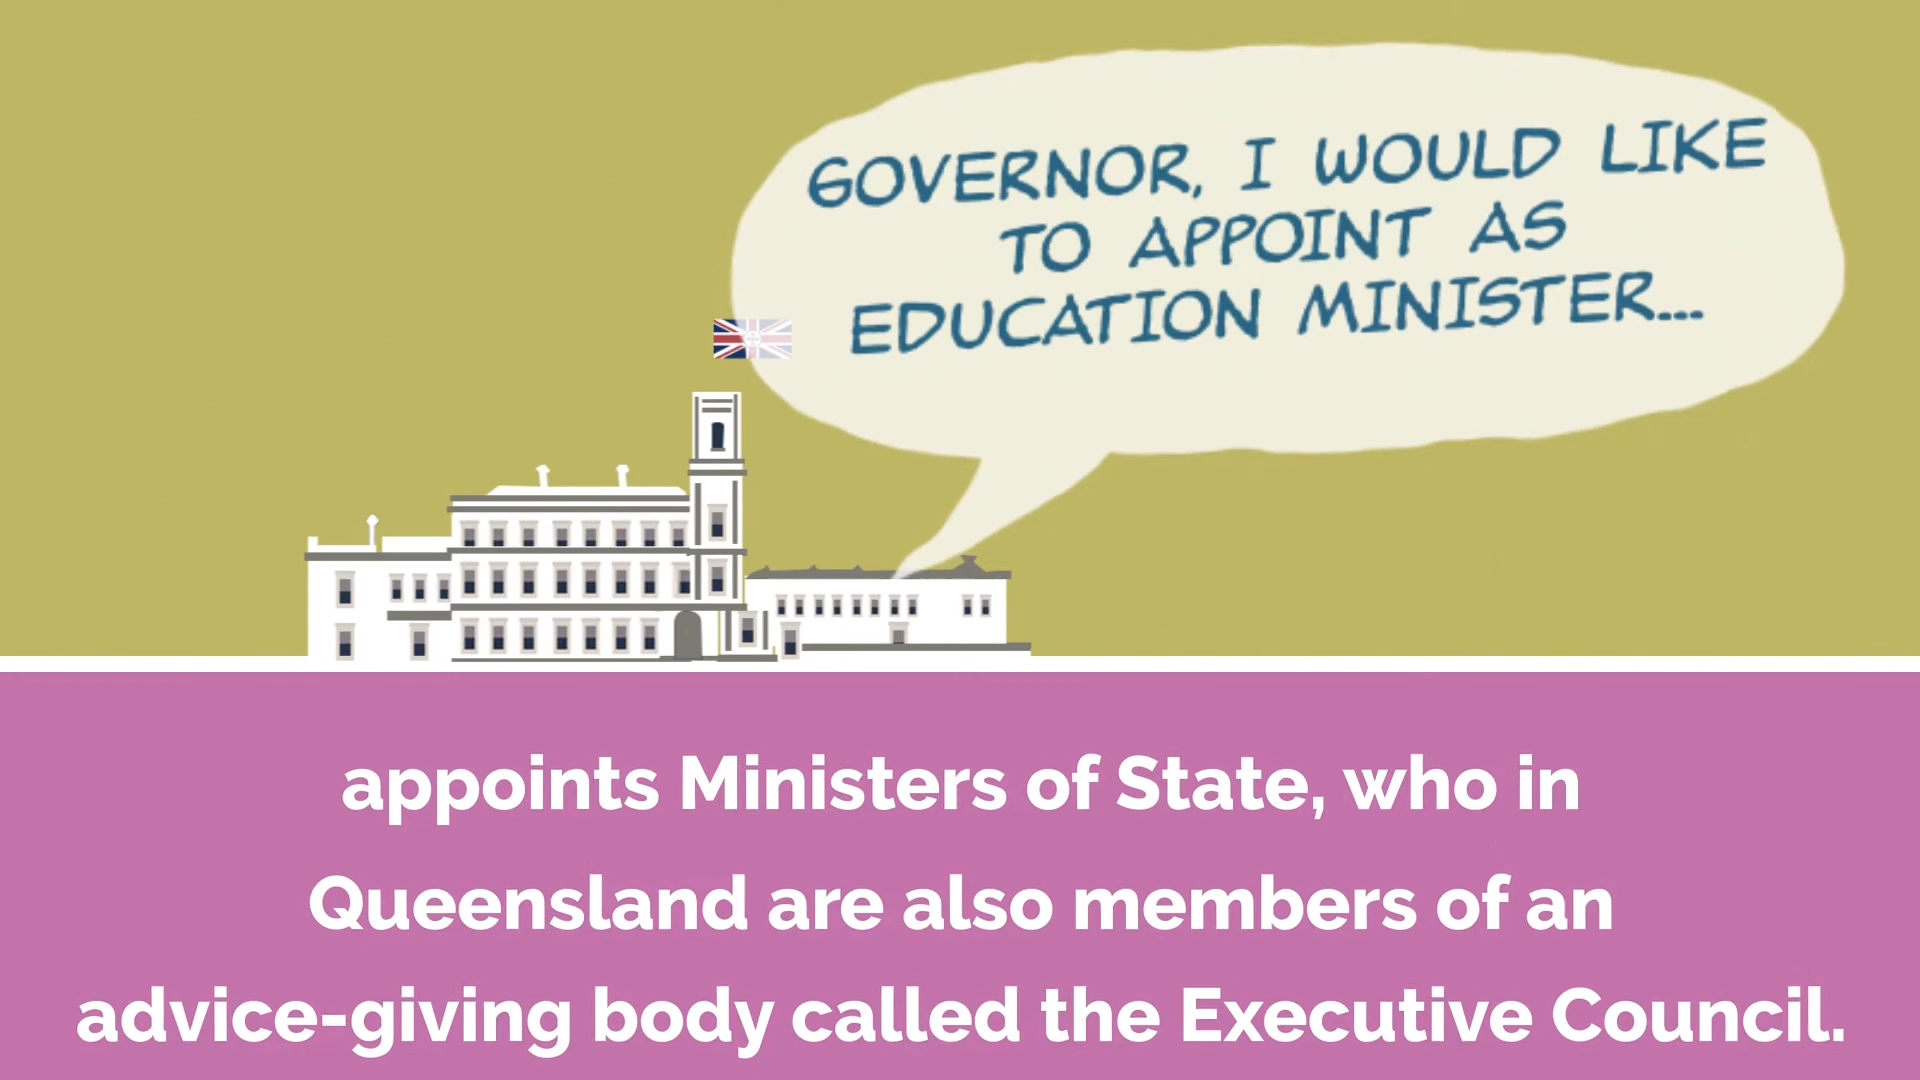 GOVERNOR, I WOULD LIKE
TO APPOINT AS
EDUCATION MINISTER...
appoints Ministers of State, who in
Queensland are also members of an
advice-giving body called the Executive Council.